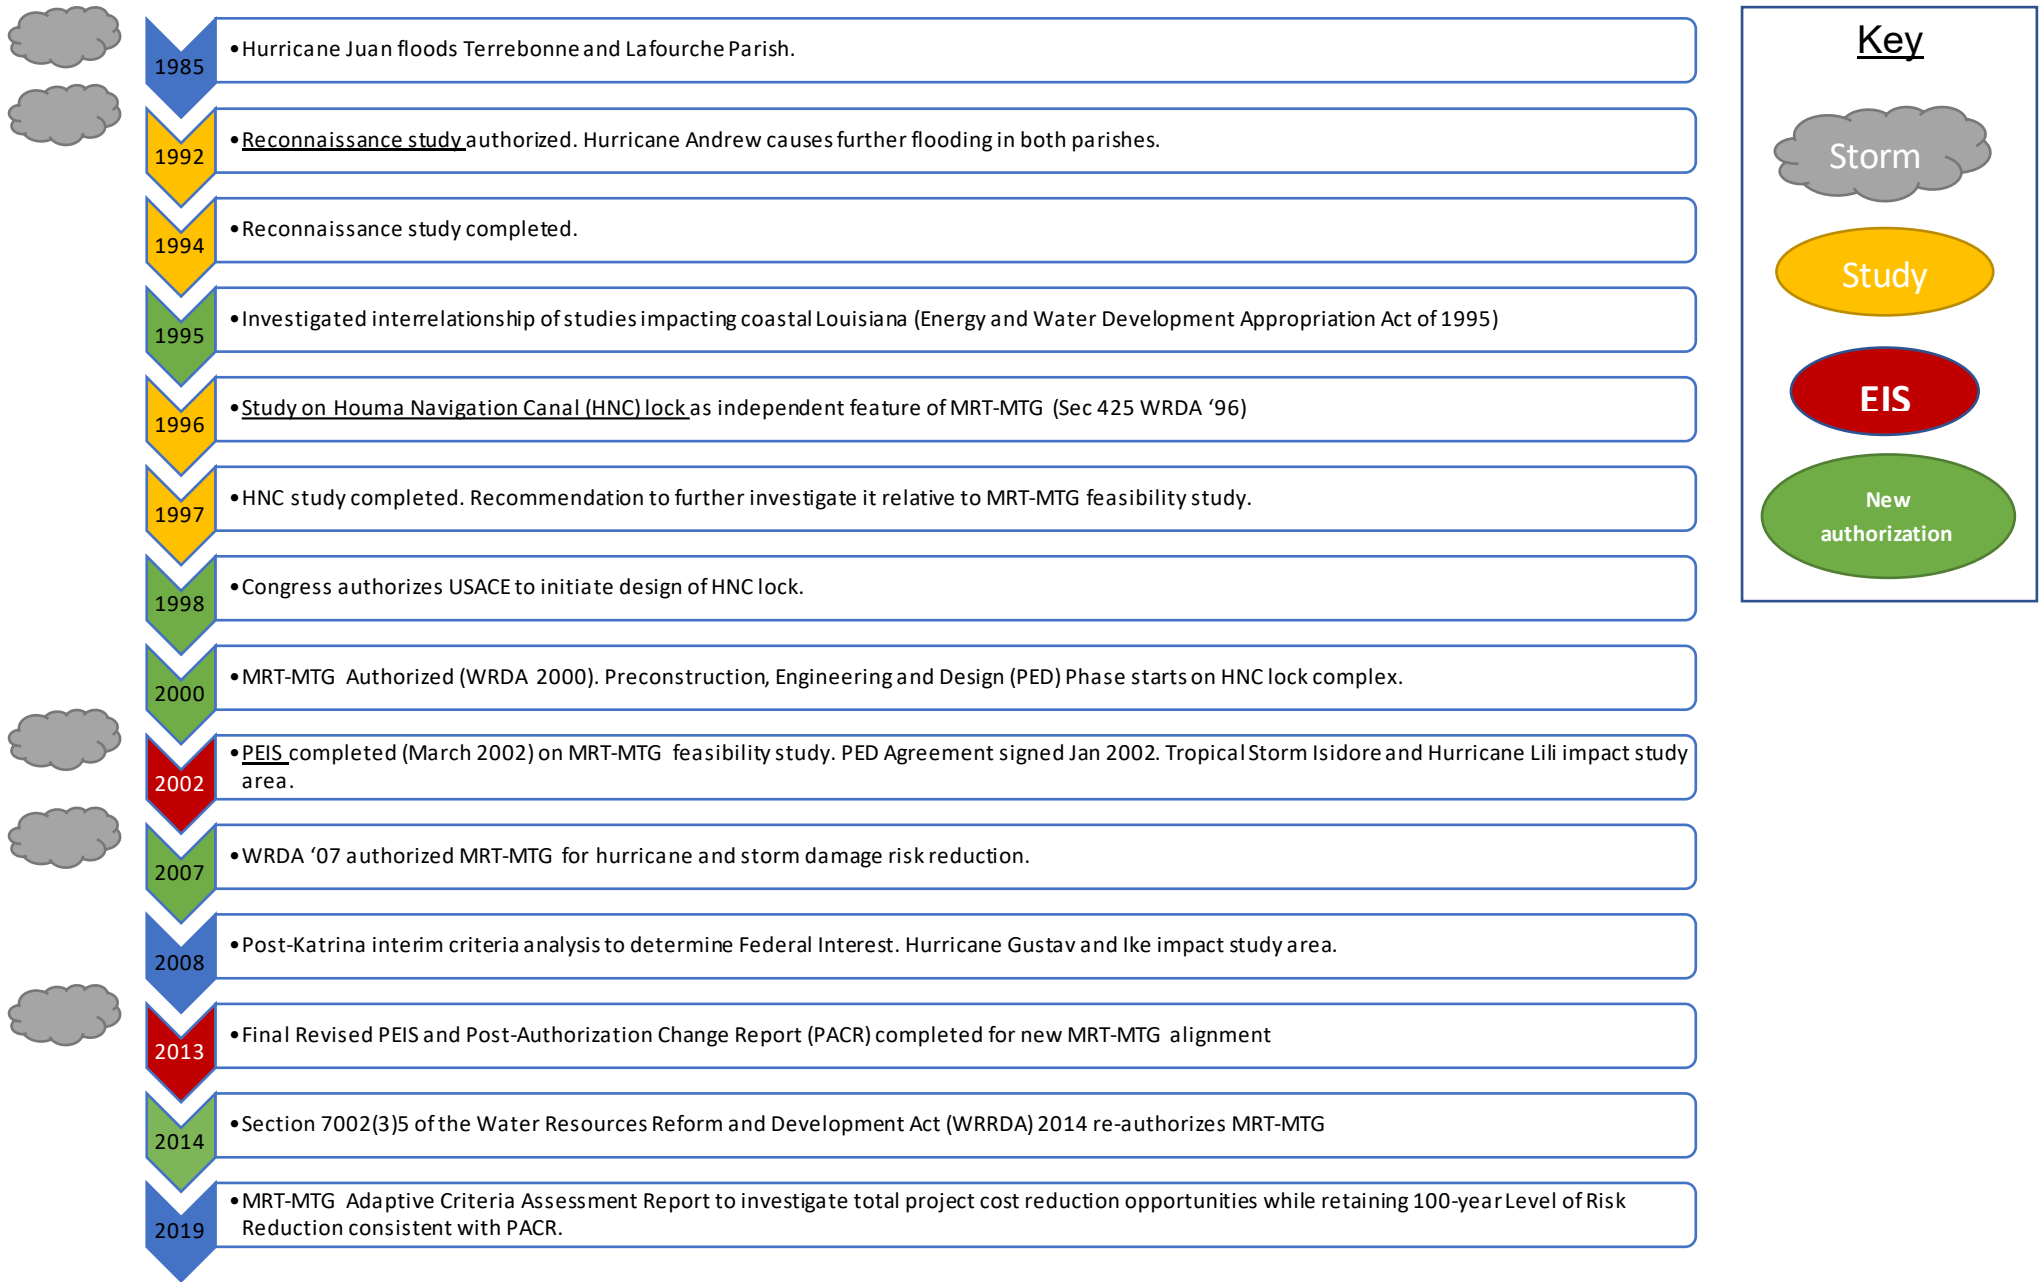 1985
•Hurricane Juan floods Terrebonne and Lafourche Parish.
1992
•Reconnaissance study authorized. Hurricane Andrew causes further flooding in both parishes.
1994
•Reconnaissance study completed.
1995
•Investigated interrelationship of studies impacting coastal Louisiana (Energy and Water Development Appropriation Act of 1995)
1996
•Study on Houma Navigation Canal (HNC) lock as independent feature of MRT-MTG (Sec 425 WRDA ‘96)
1997
•HNC study completed. Recommendation to further investigate it relative to MRT-MTG feasibility study.
1998
•Congress authorizes USACE to initiate design of HNC lock.
2000
•MRT-MTG Authorized (WRDA 2000). Preconstruction, Engineering and Design (PED) Phase starts on HNC lock complex.
2002
•PEIS completed (March 2002) on MRT-MTG feasibility study. PED Agreement signed Jan 2002. Tropical Storm Isidore and Hurricane Lili impact study
area.
2007
•WRDA ‘07 authorized MRT-MTG for hurricane and storm damage risk reduction.
2008
•Post-Katrina interim criteria analysis to determine Federal Interest. Hurricane Gustav and Ike impact study area.
2013
•Final Revised PEIS and Post-Authorization Change Report (PACR) completed for new MRT-MTG alignment
2014
•Section 7002(3)5 of the Water Resources Reform and Development Act (WRRDA) 2014 re-authorizes MRT-MTG
2019
•MRT-MTG Adaptive Criteria Assessment Report to investigate total project cost reduction opportunities while retaining 100-year Level of Risk
Reduction consistent with PACR.
Key
Storm
Study
EIS
New
authorization